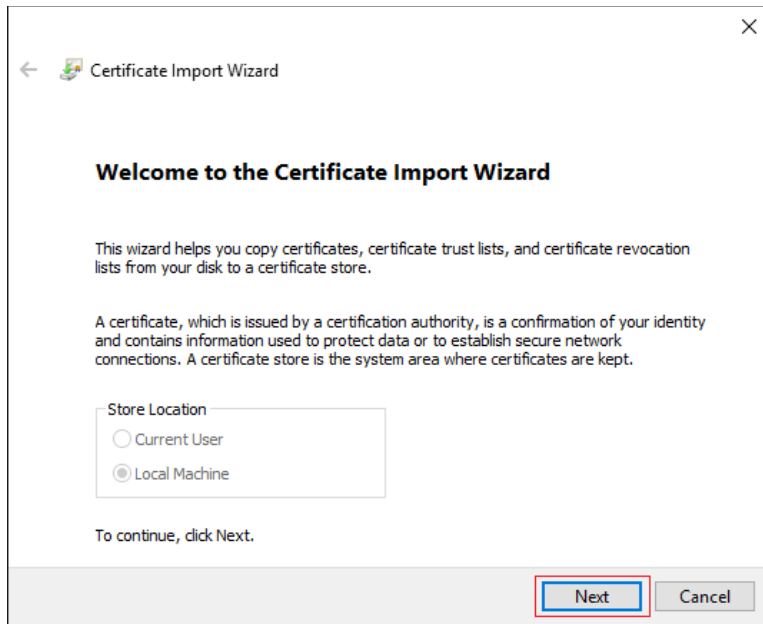 Certificate Import Wizard
Welcome to the Certificate Import Wizard
This wizard helps you copy certificates, certificate trust lists, and certificate revocation
lists from your disk to a certificate store.
A certificate, which is issued by a certification authority, is a confirmation of your identity
and contains information used to protect data or to establish secure network
connections. A certificate store is the system area where certificates are kept.
Store Location
Current User
Local Machine
To continue, click Next.
Next
Cancel